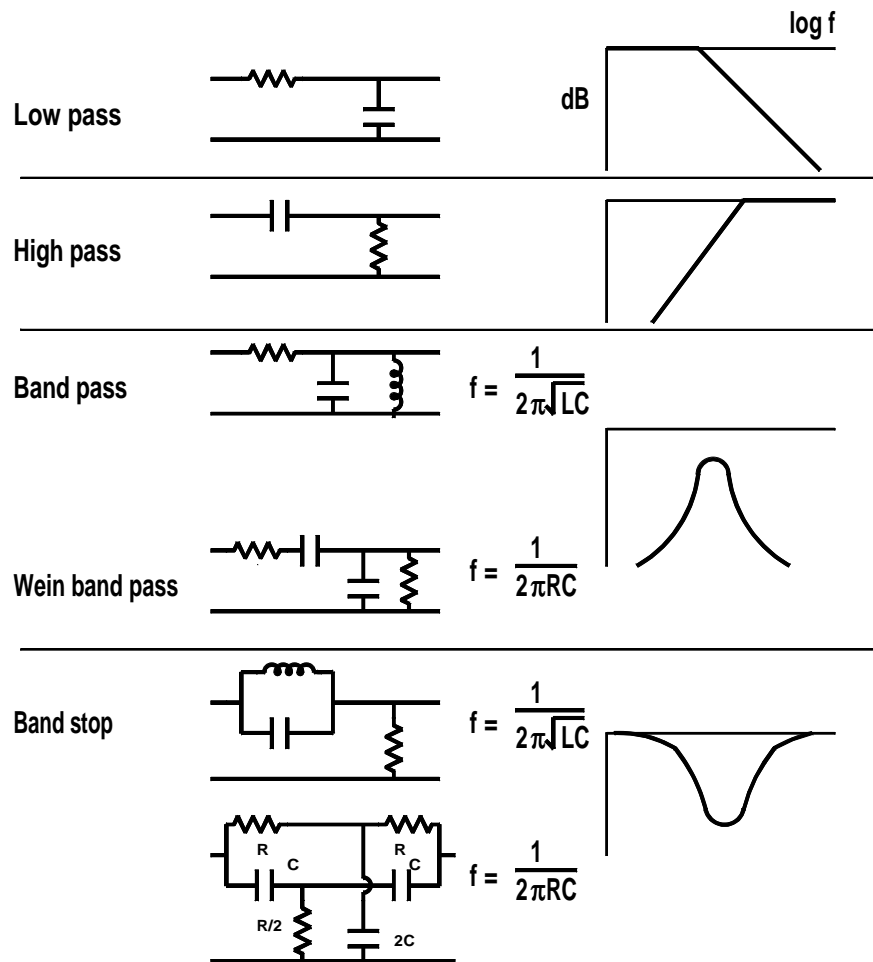 log f
dB
Low pass
High pass
Band pass
f = 1
2π√LC
Wein band pass
f = 1
2πRC
Band stop
f = 1
2π√LC
R
R
C
C
f = 1
2πRC
R/2
2C